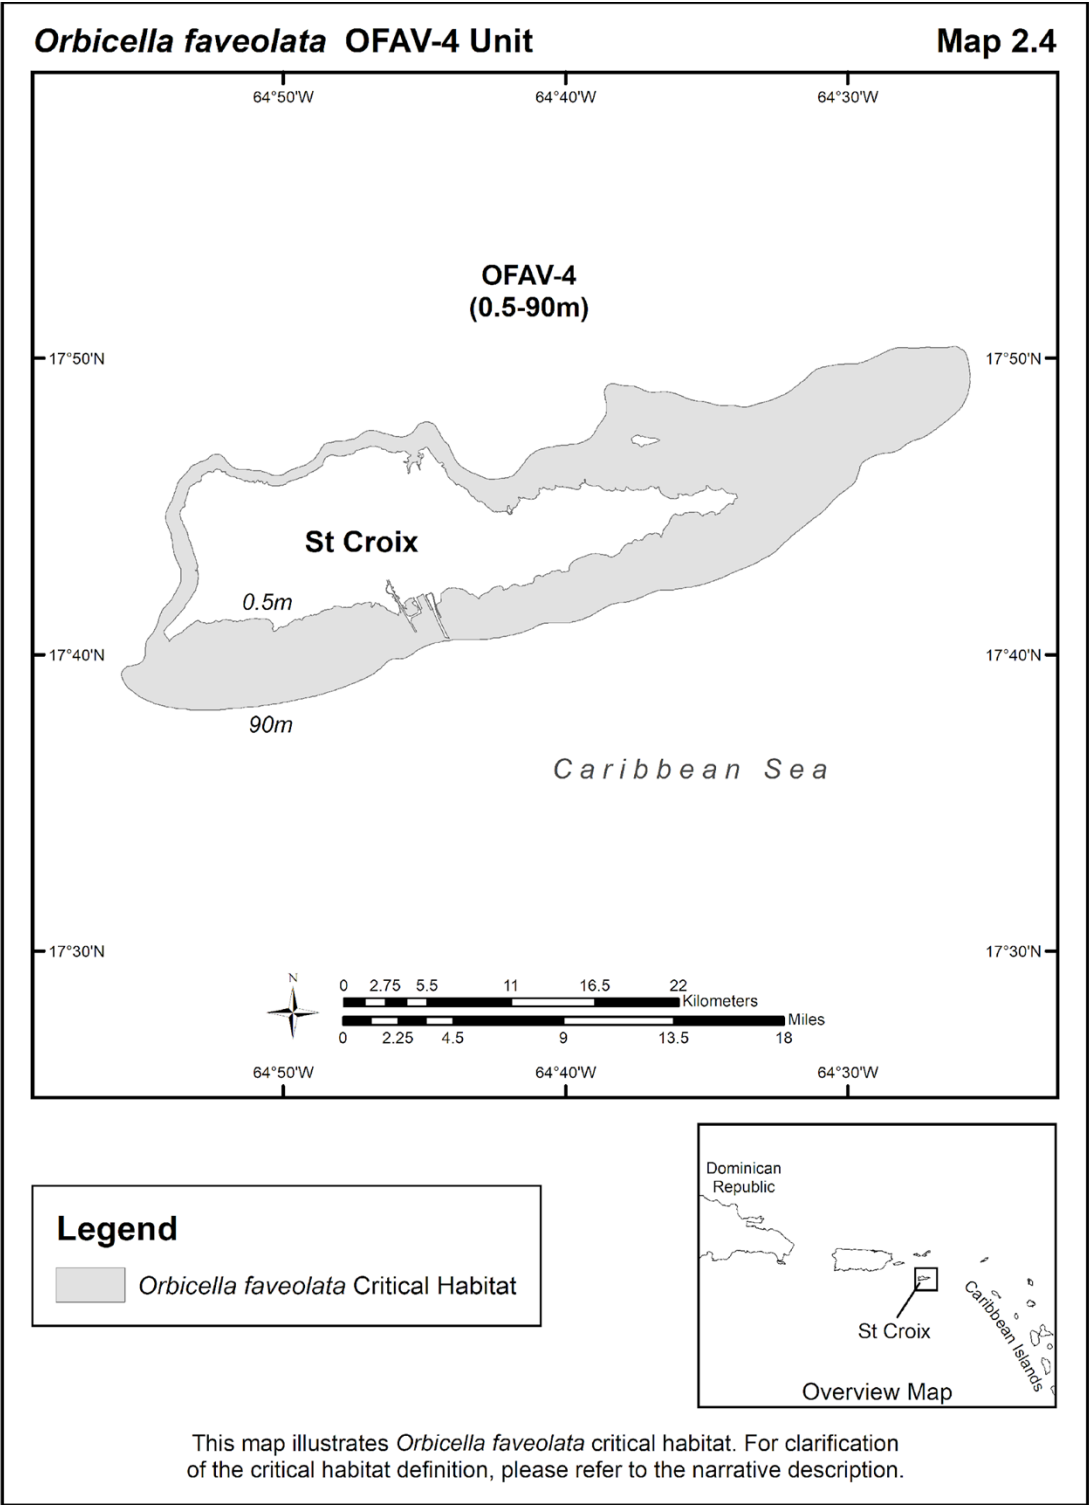 Orbicella faveolata OFAV-4 Unit
Map 2.4
64°50'W
64°40'W
64°30'W
OFAV-4
(0.5-90m)
17°50'N
17°50'N
St Croix
0.5m
17°40'N
17°40'N
90m
Caribbean Sea
17°30'N
17°30'N
N
0 2.75 5.5 11 16.5 22
Kilometers
Miles
0 2.25 4.5 9 13.5 18
64°50'W
64°40'W
64°30'W
Legend
Orbicella faveolata Critical Habitat
Dominican
Republic
St Croix
Caribbean Islands
Overview Map
This map illustrates Orbicella faveolata critical habitat. For clarification
of the critical habitat definition, please refer to the narrative description.